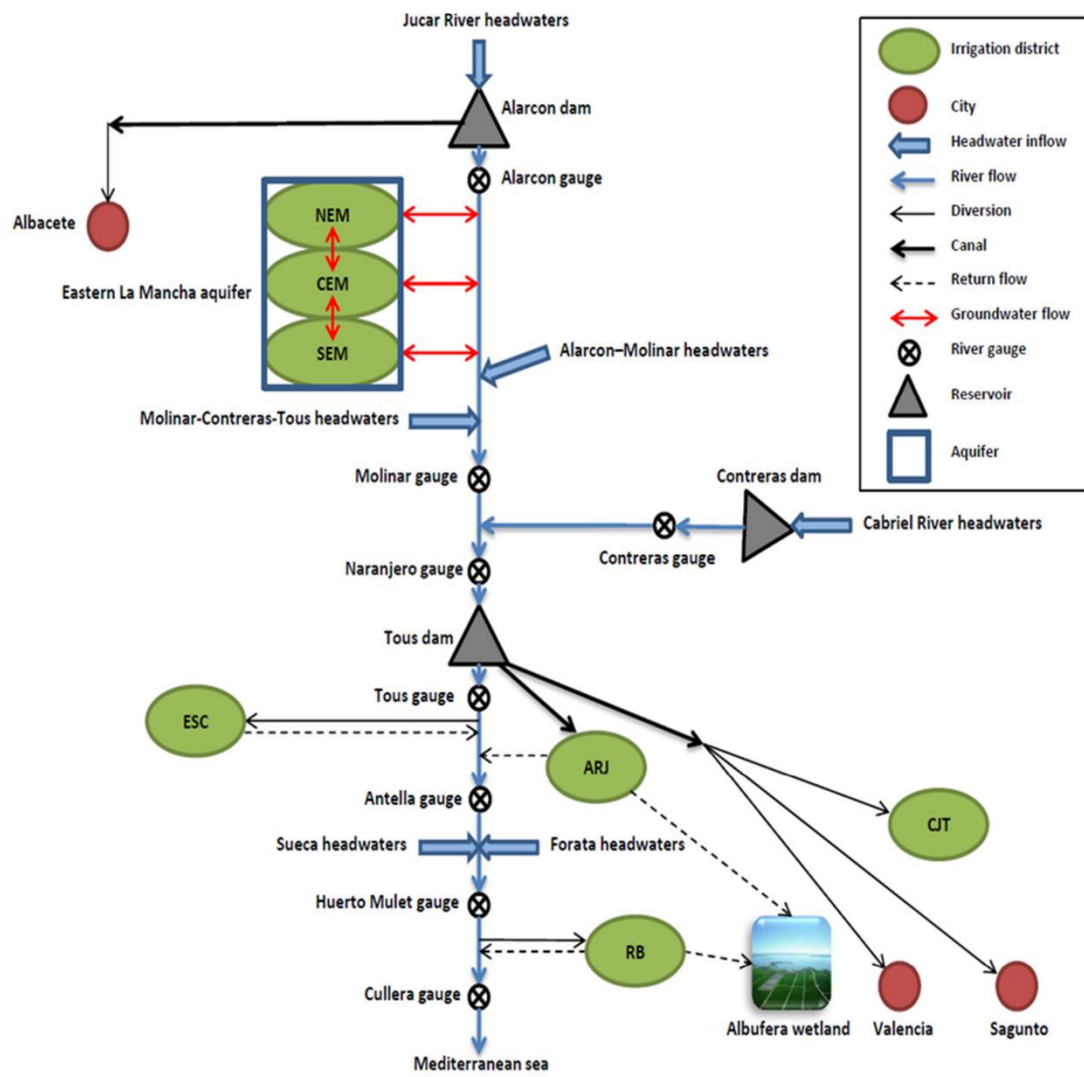 Jucar River headwaters
Alarcon dam
Alarcon gauge
Albacete
NEM
CEM
SEM
Eastern La Mancha aquifer
Alarcon–Molinar headwaters
Molinar-Contreras-Tous headwaters
Molinar gauge
Contreras dam
Cabriel River headwaters
Contreras gauge
Naranjero gauge
Tous dam
Tous gauge
ESC
ARJ
Antella gauge
CJT
Sueca headwaters
Forata headwaters
Huerto Mulet gauge
RB
Cullera gauge
Albufera wetland
Valencia
Sagunto
Mediterranean sea
Irrigation district
City
Headwater inflow
River flow
Diversion
Canal
Return flow
Groundwater flow
River gauge
Reservoir
Aquifer